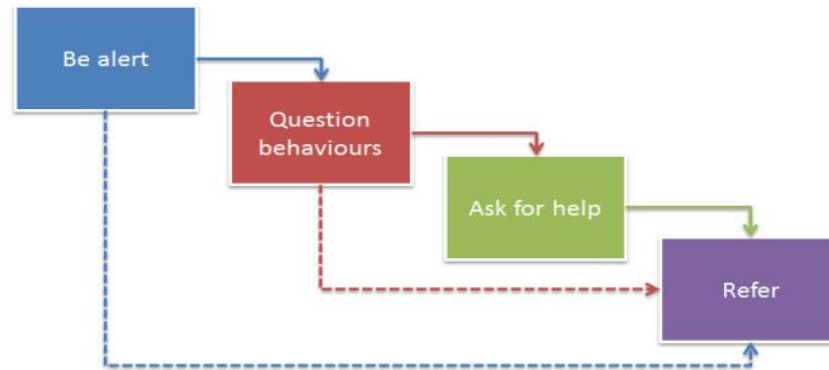 Be alert
Question
behaviours
Ask for help
Refer